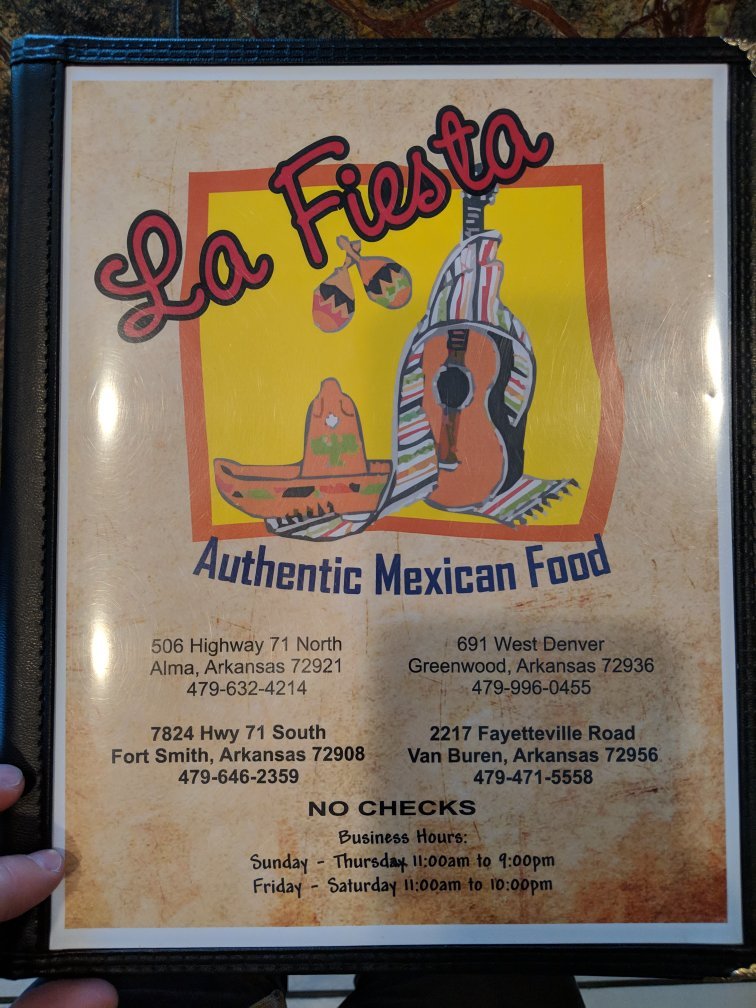 La Fiesta
Authentic Mexican Food
506 Highway 71 North
Alma, Arkansas 72921
479-632-4214
691 West Denver
Greenwood, Arkansas 72936
479-996-0455
7824 Hwy 71 South
Fort Smith, Arkansas 72908
479-646-2359
2217 Fayetteville Road
Van Buren, Arkansas 72956
479-471-5558
NO CHECKS
Business Hours:
Sunday - Thursday 11:00am to 9:00pm
Friday - Saturday 11:00am to 10:00pm